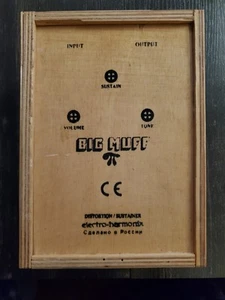 INPUT OUTPUT
SUSTAIN
VOLUME TONE
BIG MUFF
π
CE
DISTORTION / SUSTAINER
electro-harmonix
Сделано в России